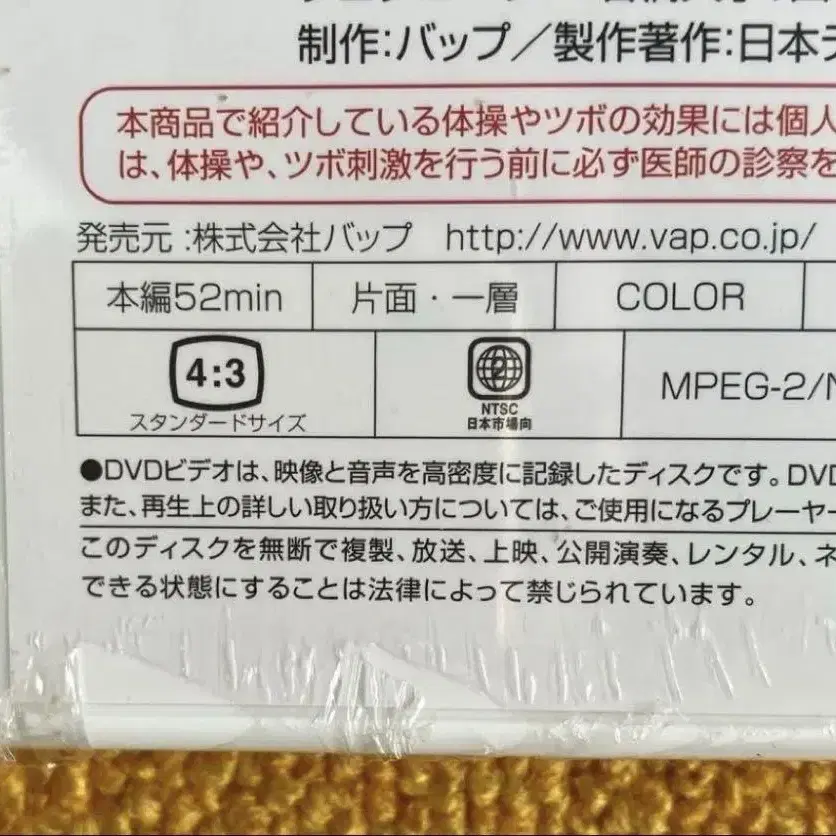 制作:バップ／製作著作:日本テ
本商品で紹介している体操やツボの効果には個人
は、体操や、ツボ刺激を行う前に必ず医師の診察を
発売元:株式会社バップ http://www.vap.co.jp/
本編52min 片面・一層 COLOR
4:3 2 MPEG-2/N
スタンダードサイズ NTSC
日本市場向
●DVDビデオは、映像と音声を高密度に記録したディスクです。DVD
また、再生上の詳しい取り扱い方については、ご使用になるプレーヤー
このディスクを無断で複製、放送、上映、公開演奏、レンタル、ネ
できる状態にすることは法律によって禁じられています。